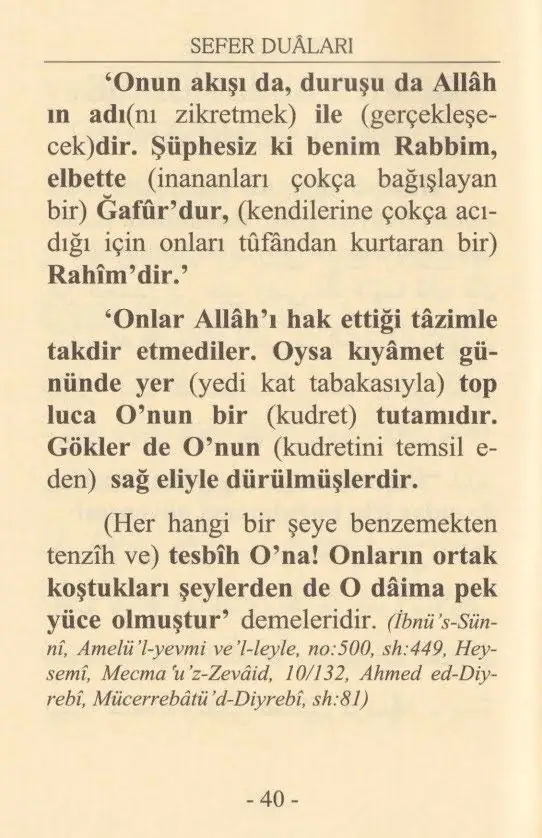 SEFER DUÂLARI
‘Onun akışı da, duruşu da Allâh
ın adı(nı zikretmek) ile (gerçekleşe-
cek)dir. Şüphesiz ki benim Rabbim,
elbette (inananları çokça bağışlayan
bir) Ğafûr’dur, (kendilerine çokça acı-
dığı için onları tûfândan kurtaran bir)
Rahîm’dir.’
‘Onlar Allâh’ı hak ettiği tâzimle
takdir etmediler. Oysa kıyâmet gü-
nünde yer (yedi kat tabakasıyla) top
luca O’nun bir (kudret) tutamıdır.
Gökler de O’nun (kudretini temsil e-
den) sağ eliyle dürülmüşlerdir.
(Her hangi bir şeye benzemekten
tenzîh ve) tesbîh O’na! Onların ortak
koştukları şeylerden de O dâima pek
yüce olmuştur’ demeleridir. (İbnü’s-Sün-
nî, Amelü’l-yevmi ve’l-leyle, no:500, sh:449, Hey-
semî, Mecma‘u’z-Zevâid, 10/132, Ahmed ed-Diy-
rebî, Mücerrebâtü’d-Diyrebî, sh:81)
- 40 -